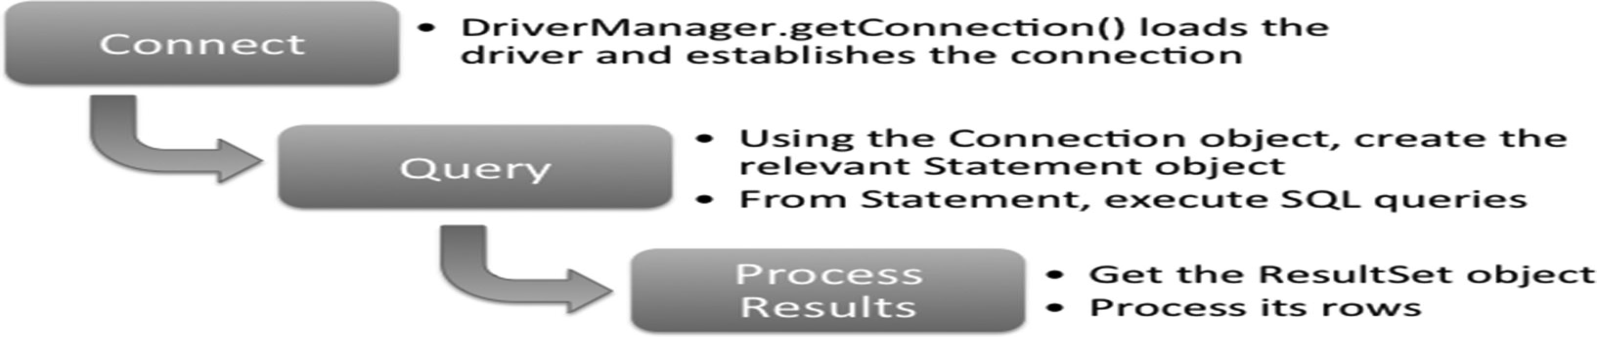 Connect
• DriverManager.getConnection() loads the
driver and establishes the connection
Query
• Using the Connection object, create the
relevant Statement object
• From Statement, execute SQL queries
Process
Results
• Get the ResultSet object
• Process its rows